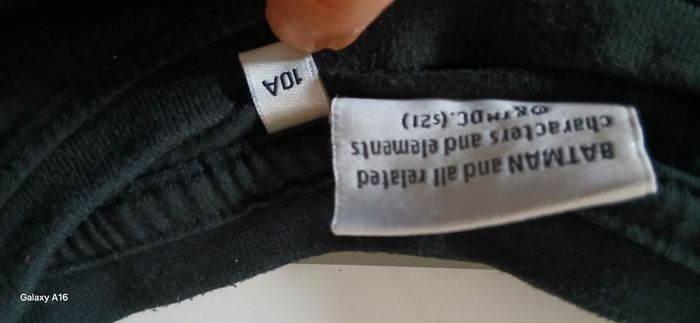 10A
BATMAN and all related
characters and elements
© & ™ DC. (s21)
Galaxy A16